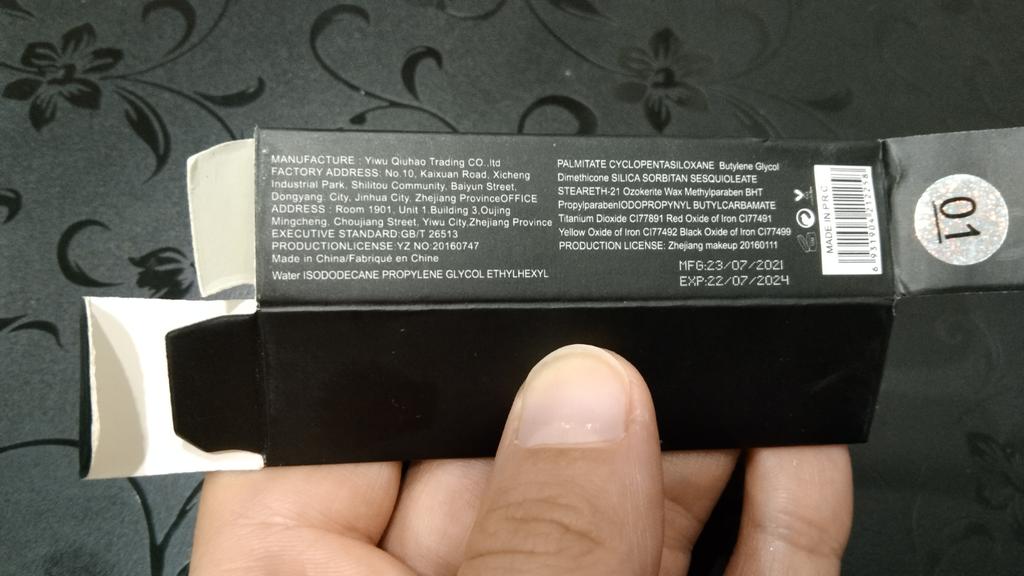 MANUFACTURE : Yiwu Qiuhao Trading CO.,ltd
FACTORY ADDRESS: No 10, Kaixuan Road, Xicheng
Industrial Park, Shilitou Community, Baiyun Street,
Dongyang. City, Jinhua City, Zhejiang ProvinceOFFICE
ADDRESS : Room 1901, Unit 1,Building 3,Oujing
Mingcheng, Choujiang Street, Yiwu City,Zhejiang Province
EXECUTIVE STANDARD:GB/T 26513
PRODUCTIONLICENSE:YZ NO:20160747
Made in China/Fabriqué en Chine
Water ISODODECANE PROPYLENE GLYCOL ETHYLHEXYL
PALMITATE CYCLOPENTASILOXANE Butylene Glycol
Dimethicone SILICA SORBITAN SESQUIOLEATE
STEARETH-21 Ozokerite Wax Methylparaben BHT
PropylparabenIODOPROPYNYL BUTYLCARBAMATE
Titanium Dioxide CI77891 Red Oxide of Iron CI77491
Yellow Oxide of Iron CI77492 Black Oxide of Iron CI77499
PRODUCTION LICENSE: Zhejiang makeup 20160111
MFG:23/07/2021
EXP:22/07/2024
MADE IN P.R.C
01